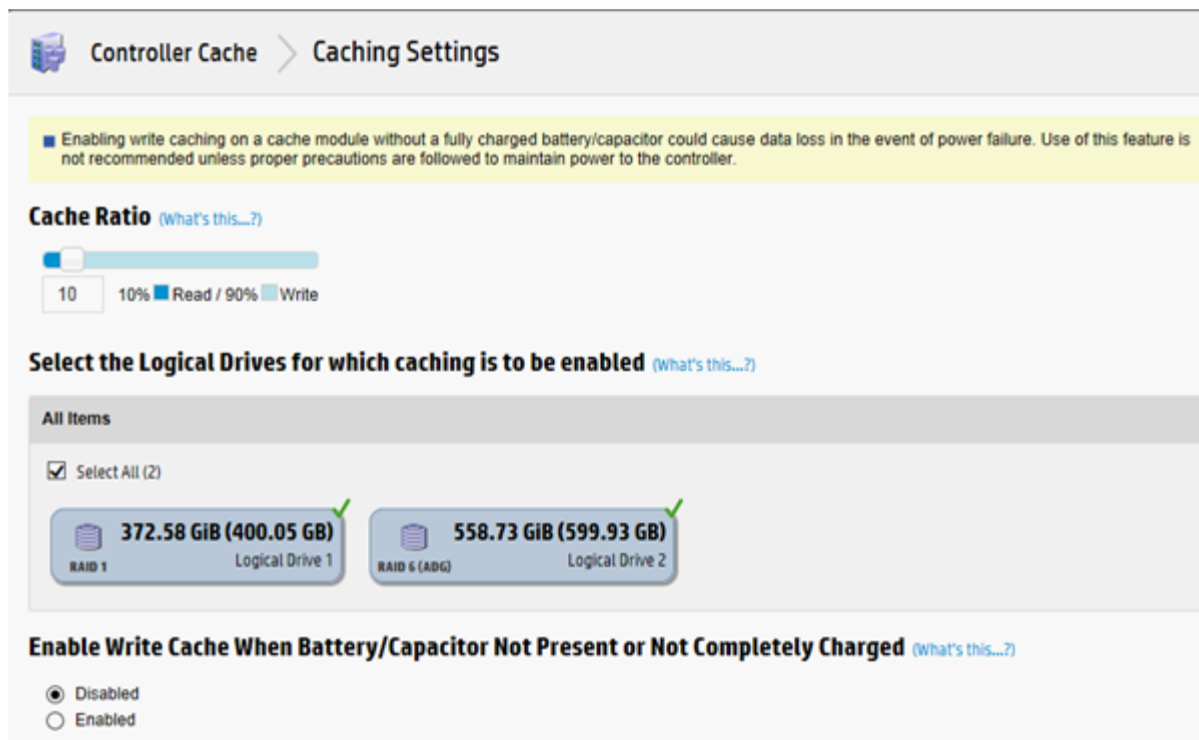 Controller Cache > Caching Settings
Enabling write caching on a cache module without a fully charged battery/capacitor could cause data loss in the event of power failure. Use of this feature is
not recommended unless proper precautions are followed to maintain power to the controller.
Cache Ratio (What's this...?)
10 10% Read / 90% Write
Select the Logical Drives for which caching is to be enabled (What's this...?)
All Items
Select All (2)
372.58 GiB (400.05 GB)
RAID 1 Logical Drive 1
558.73 GiB (599.93 GB)
RAID 6 (ADG) Logical Drive 2
Enable Write Cache When Battery/Capacitor Not Present or Not Completely Charged (What's this...?)
Disabled
Enabled